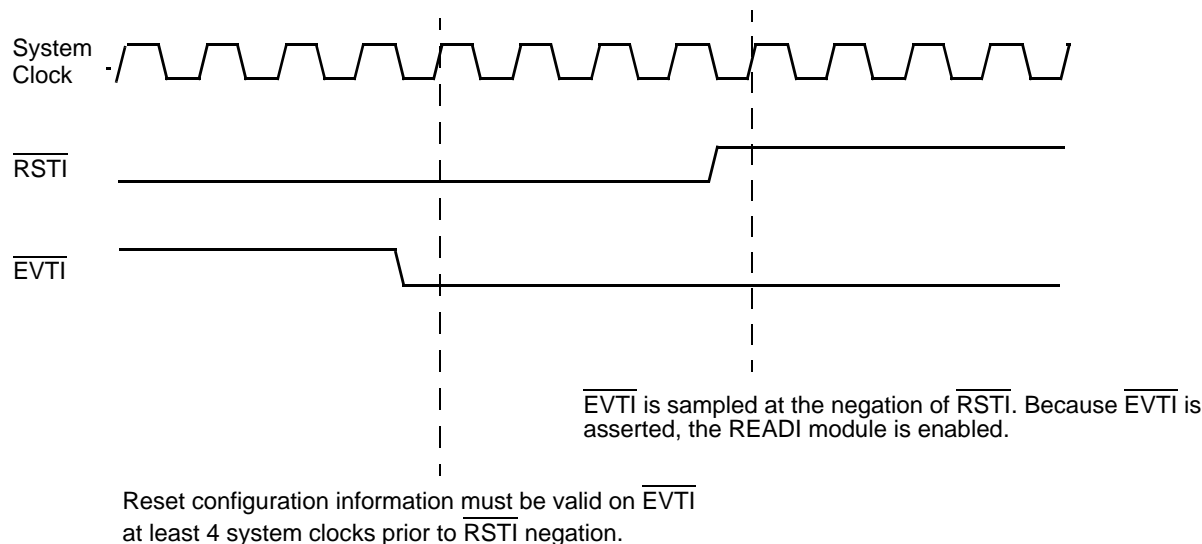 System
Clock
RSTI
EVTI
EVTI is sampled at the negation of RSTI. Because EVTI is
asserted, the READI module is enabled.
Reset configuration information must be valid on EVTI
at least 4 system clocks prior to RSTI negation.